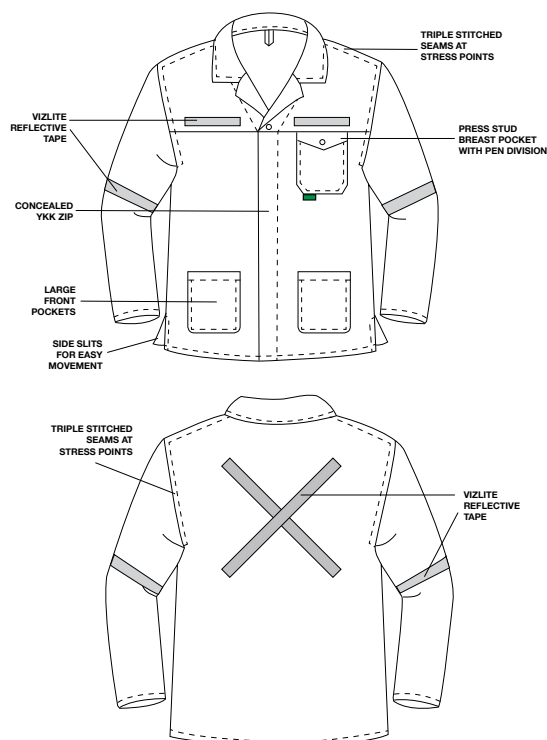 TRIPLE STITCHED
SEAMS AT
STRESS POINTS
VIZLITE
REFLECTIVE
TAPE
PRESS STUD
BREAST POCKET
WITH PEN DIVISION
CONCEALED
YKK ZIP
LARGE
FRONT
POCKETS
SIDE SLITS
FOR EASY
MOVEMENT
TRIPLE STITCHED
SEAMS AT
STRESS POINTS
VIZLITE
REFLECTIVE
TAPE